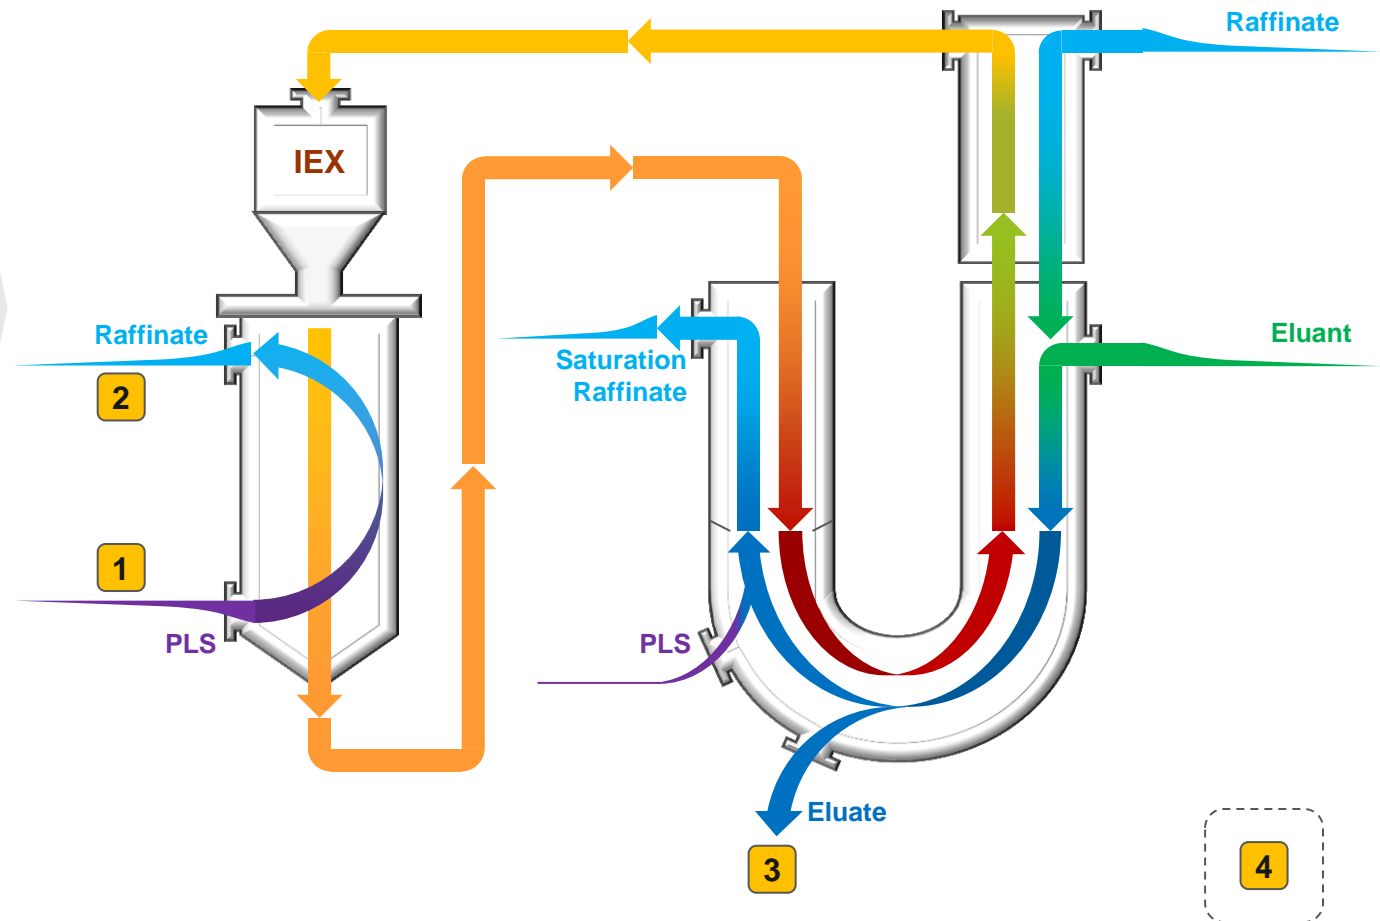 Raffinate
IEX
Raffinate
Eluant
Saturation
Raffinate
2
1
PLS
PLS
Eluate
3
4